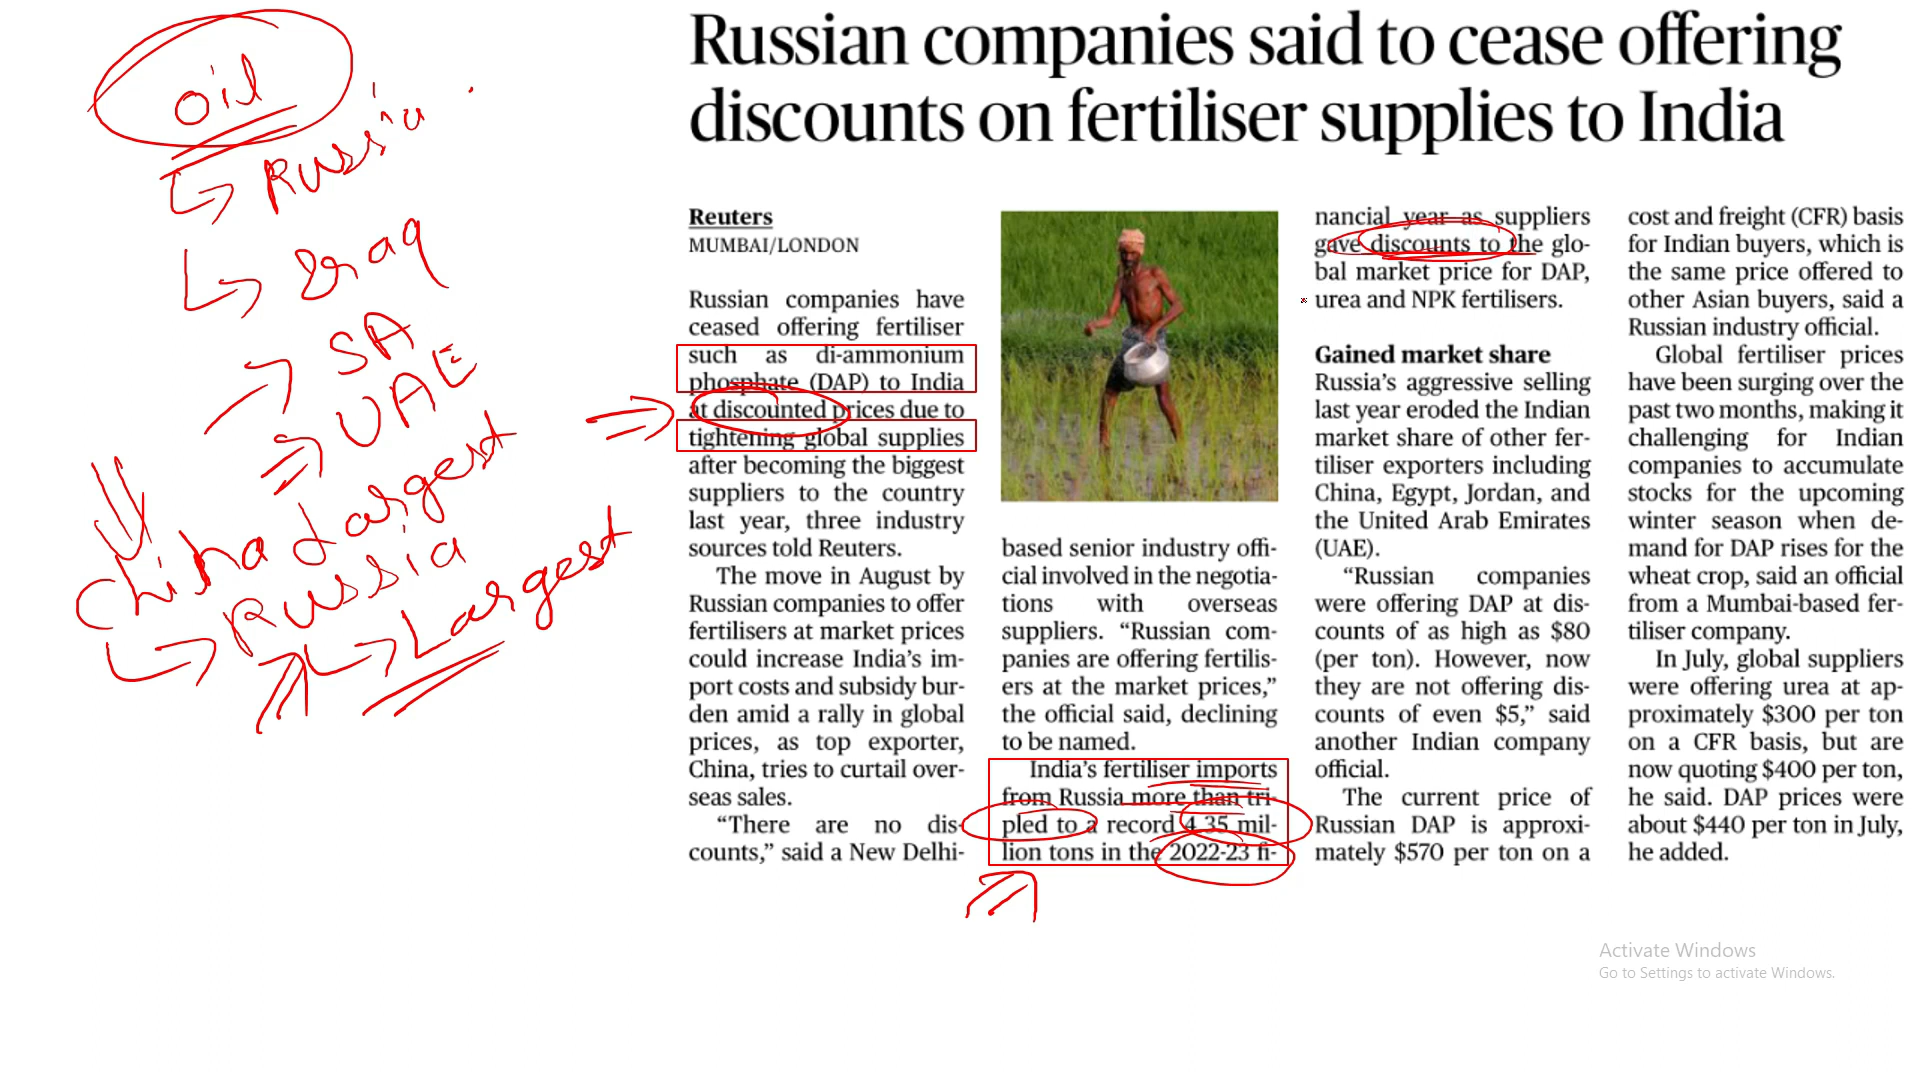 oil
Russia
Iraq
SA
UAE
China Largest
Russia
Largest
Russian companies said to cease offering
discounts on fertiliser supplies to India
Reuters
MUMBAI/LONDON
Russian companies have
ceased offering fertiliser
such as di-ammonium
phosphate (DAP) to India
at discounted prices due to
tightening global supplies
after becoming the biggest
suppliers to the country
last year, three industry
sources told Reuters.
The move in August by
Russian companies to offer
fertilisers at market prices
could increase India's im-
port costs and subsidy bur-
den amid a rally in global
prices, as top exporter,
China, tries to curtail over-
seas sales.
"There are no dis-
counts," said a New Delhi-
based senior industry offi-
cial involved in the negotia-
tions with overseas
suppliers. "Russian com-
panies are offering fertilis-
ers at the market prices,"
the official said, declining
to be named.
India's fertiliser imports
from Russia more than tri-
pled to a record 4.35 mil-
lion tons in the 2022-23 fi-
nancial year as suppliers
gave discounts to the glo-
bal market price for DAP,
urea and NPK fertilisers.
Gained market share
Russia's aggressive selling
last year eroded the Indian
market share of other fer-
tiliser exporters including
China, Egypt, Jordan, and
the United Arab Emirates
(UAE).
"Russian companies
were offering DAP at dis-
counts of as high as $80
(per ton). However, now
they are not offering dis-
counts of even $5," said
another Indian company
official.
The current price of
Russian DAP is approxi-
mately $570 per ton on a
cost and freight (CFR) basis
for Indian buyers, which is
the same price offered to
other Asian buyers, said a
Russian industry official.
Global fertiliser prices
have been surging over the
past two months, making it
challenging for Indian
companies to accumulate
stocks for the upcoming
winter season when de-
mand for DAP rises for the
wheat crop, said an official
from a Mumbai-based fer-
tiliser company.
In July, global suppliers
were offering urea at ap-
proximately $300 per ton
on a CFR basis, but are
now quoting $400 per ton,
he said. DAP prices were
about $440 per ton in July,
he added.
Activate Windows
Go to Settings to activate Windows.